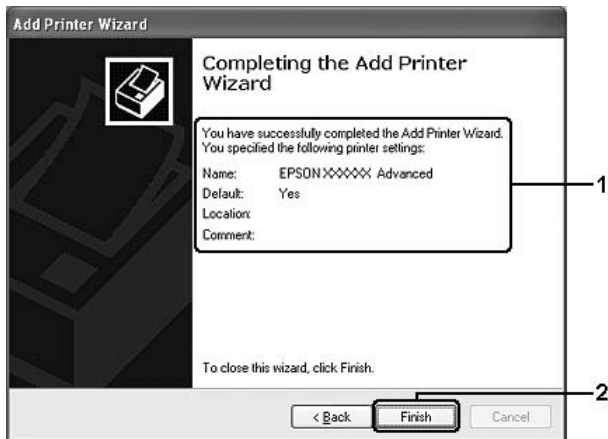 Add Printer Wizard
Completing the Add Printer
Wizard
You have successfully completed the Add Printer Wizard.
You specified the following printer settings:
Name: EPSON XXXXXX Advanced
Default: Yes
Location:
Comment:
1
To close this wizard, click Finish.
2
< Back Finish Cancel